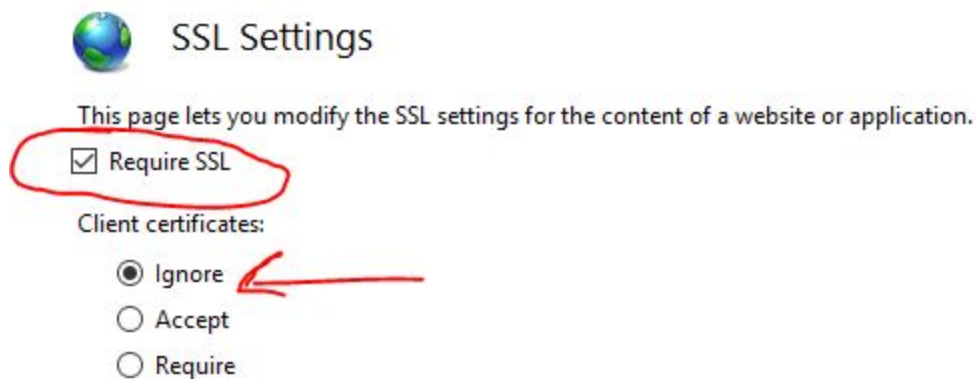 SSL Settings
This page lets you modify the SSL settings for the content of a website or application.
Require SSL
Client certificates:
Ignore
Accept
Require